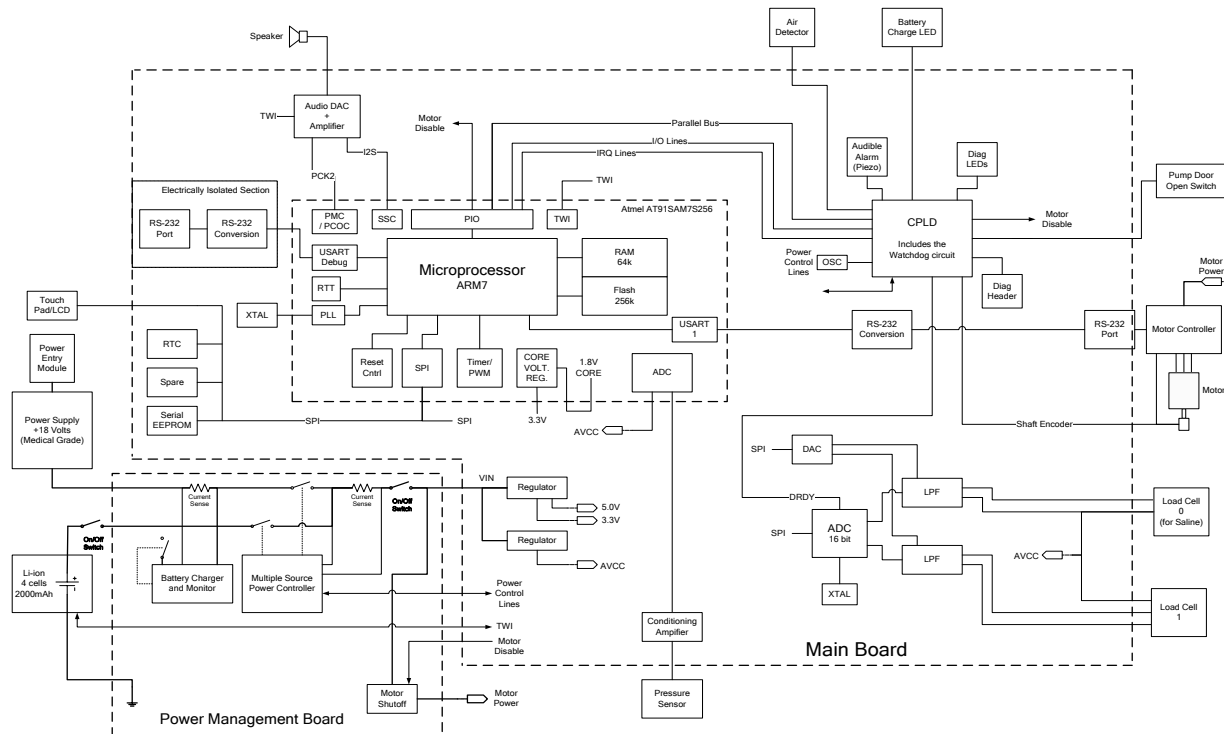 Speaker
Air
Detector
Battery
Charge LED
Audio DAC
+
Amplifier
TWI
Motor
Disable
Parallel Bus
I/O Lines
IRQ Lines
I2S
PCK2
TWI
Audible
Alarm
(Piezo)
Diag
LEDs
Pump Door
Open Switch
Electrically Isolated Section
RS-232
Port
RS-232
Conversion
PMC
/ PCOC
SSC
PIO
TWI
Atmel AT91SAM7S256
CPLD
Includes the
Watchdog circuit
Motor
Disable
USART
Debug
Microprocessor
ARM7
RAM
64k
Flash
256k
Power
Control
Lines
OSC
Diag
Header
Motor
Power
Touch
Pad/LCD
RTT
XTAL
PLL
USART
1
RS-232
Conversion
RS-232
Port
Motor Controller
Power
Entry
Module
RTC
Reset
Cntrl
SPI
Timer/
PWM
CORE
VOLT.
REG.
1.8V
CORE
ADC
Motor
Spare
Power Supply
+18 Volts
(Medical Grade)
Serial
EEPROM
SPI
SPI
3.3V
AVCC
Shaft Encoder
SPI
DAC
Current
Sense
Current
Sense
On/Off
Switch
VIN
Regulator
5.0V
3.3V
DRDY
LPF
Load Cell
0
(for Saline)
On/Off
Switch
SPI
ADC
16 bit
Regulator
AVCC
LPF
AVCC
Li-ion
4 cells
2000mAh
Battery Charger
and Monitor
Multiple Source
Power Controller
Power
Control
Lines
XTAL
Load Cell
1
TWI
Motor
Disable
Conditioning
Ampifier
Main Board
Motor
Shutoff
Motor
Power
Pressure
Sensor
Power Management Board